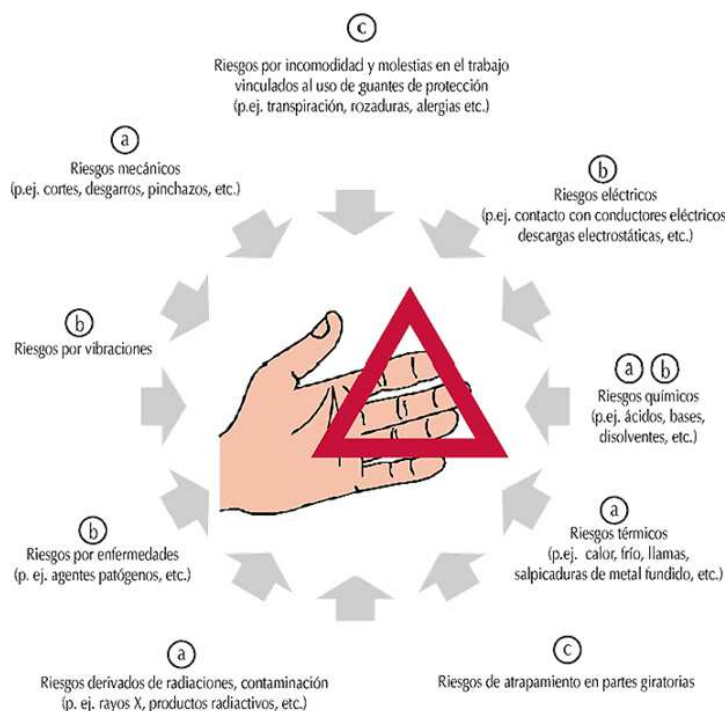 c
Riesgos por incomodidad y molestias en el trabajo
vinculados al uso de guantes de protección
(p.ej. transpiración, rozaduras, alergias etc.)
a
Riesgos mecánicos
(p.ej. cortes, desgarros, pinchazos, etc.)
b
Riesgos eléctricos
(p.ej. contacto con conductores eléctricos
descargas electrostáticas, etc.)
b
Riesgos por vibraciones
a b
Riesgos químicos
(p.ej. ácidos, bases,
disolventes, etc.)
b
Riesgos por enfermedades
(p. ej. agentes patógenos, etc.)
a
Riesgos térmicos
(p.ej. calor, frío, llamas,
salpicaduras de metal fundido, etc.)
a
Riesgos derivados de radiaciones, contaminación
(p. ej. rayos X, productos radiactivos, etc.)
c
Riesgos de atrapamiento en partes giratorias